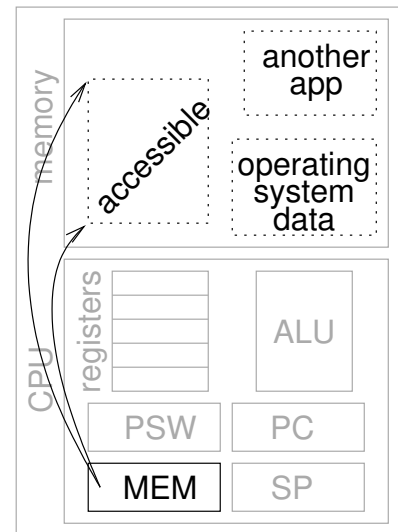 memory
accessible
another
app
operating
system
data
CPU
registers
ALU
PSW
PC
MEM
SP